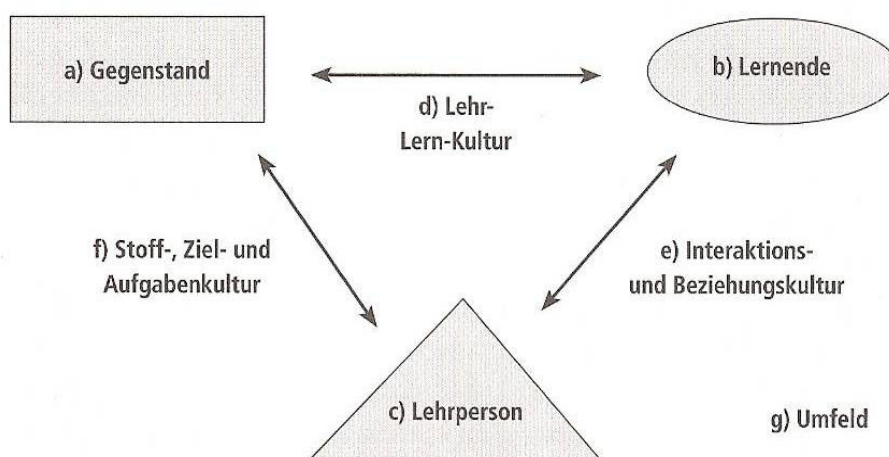 a) Gegenstand
b) Lernende
d) Lehr-
Lern-Kultur
f) Stoff-, Ziel- und
Aufgabenkultur
e) Interaktions-
und Beziehungskultur
c) Lehrperson
g) Umfeld